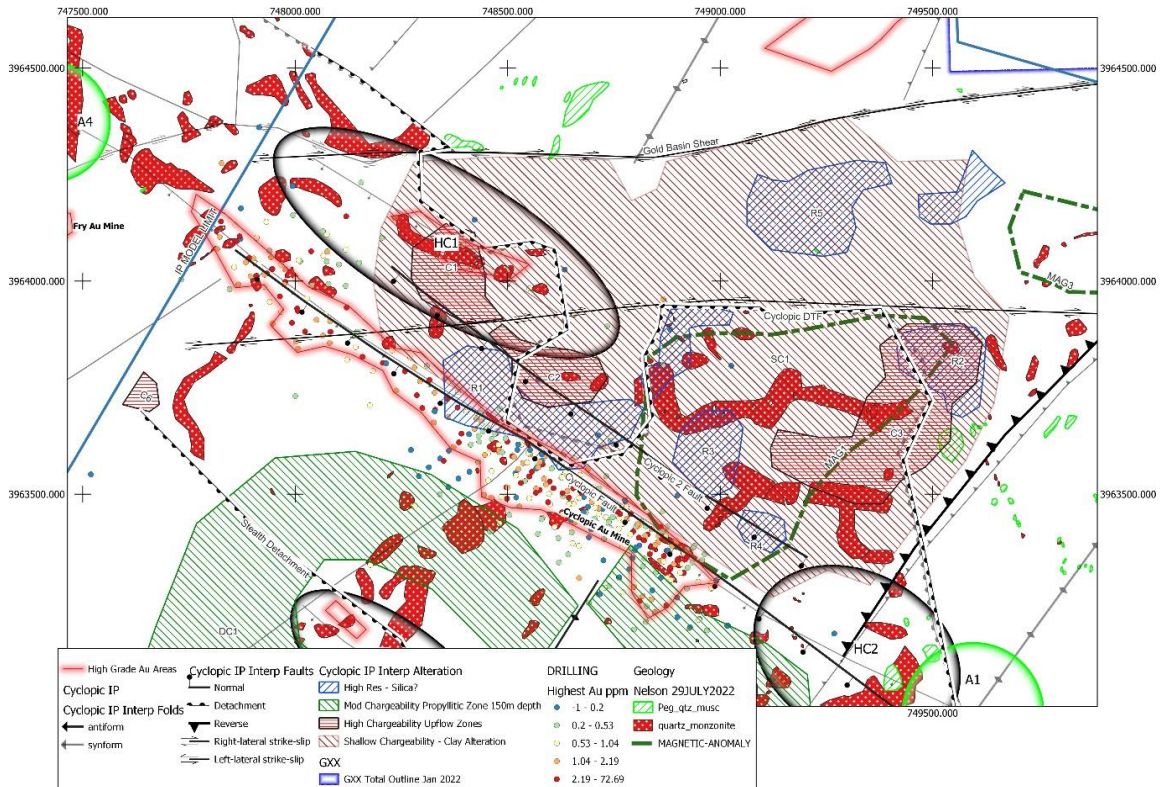 747500.000 748000.000 748500.000 749000.000 749500.000
3964500.000 3964500.000
A4
Gold Basin Shear
R5
Fry Au Mine
IP MODEL LIMIT
HC1
C1
MAG3
3964000.000 3964000.000
Cyclopic DTF
SC1
R2
R1
C2
C6
C3
MAG1
R3
Cyclopic 2 Fault
3963500.000 3963500.000
Cyclopic Fault
Cyclopic Au Mine
R4
Stealth Detachment
DC1
HC2
A1
749500.000
High Grade Au Areas
Cyclopic IP
Cyclopic IP Interp Folds
antiform
synform
Cyclopic IP Interp Faults
Normal
Detachment
Reverse
Right-lateral strike-slip
Left-lateral strike-slip
Cyclopic IP Interp Alteration
High Res - Silica?
Mod Chargeability Propyllitic Zone 150m depth
High Chargeability Upflow Zones
Shallow Chargeability - Clay Alteration
GXX
GXX Total Outline Jan 2022
DRILLING
Highest Au ppm
-1 - 0.2
0.2 - 0.53
0.53 - 1.04
1.04 - 2.19
2.19 - 72.69
Geology
Nelson 29JULY2022
Peg_qtz_musc
quartz_monzonite
MAGNETIC-ANOMALY